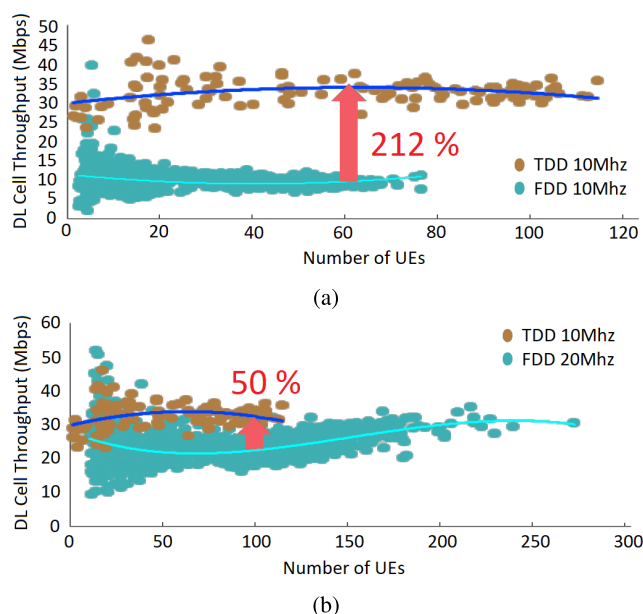 DL Cell Throughput (Mbps)
50
45
40
35
30
25
20
15
10
5
0
212 %
TDD 10Mhz
FDD 10Mhz
0 20 40 60 80 100 120
Number of UEs
(a)
DL Cell Throughput (Mbps)
60
50
40
30
20
10
0
TDD 10Mhz
FDD 20Mhz
50 %
0 50 100 150 200 250 300
Number of UEs
(b)